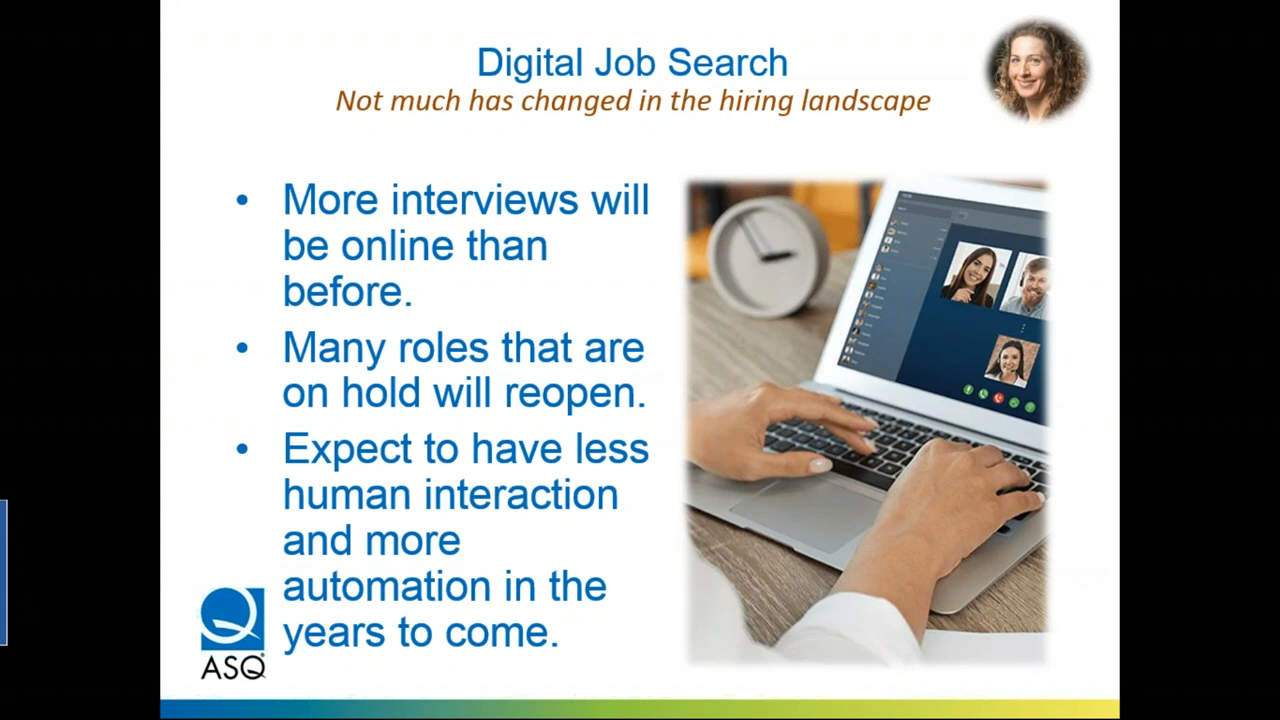 Digital Job Search
Not much has changed in the hiring landscape
• More interviews will
be online than
before.
• Many roles that are
on hold will reopen.
• Expect to have less
human interaction
and more
automation in the
years to come.
ASQ®